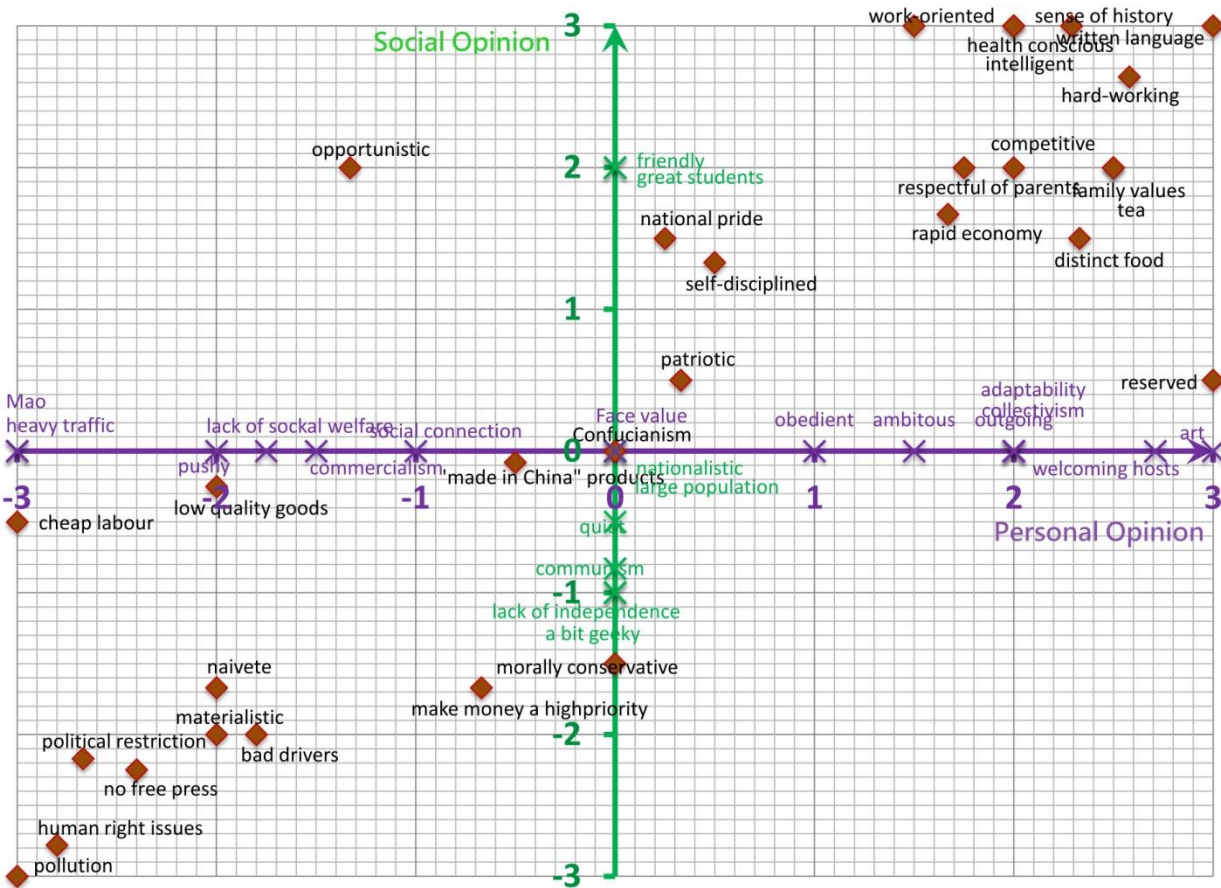 work-oriented
sense of history
3
Social Opinion
written language
health conscious
intelligent
hard-working
opportunistic
competitive
2
friendly
great students
respectful of parents
family values
tea
national pride
rapid economy
distinct food
self-disciplined
1
patriotic
reserved
adaptability
collectivism
Mao
heavy traffic
lack of sockal welfare
social connection
Face value
Confucianism
obedient
ambitous
outgoing
art
0
pushy
commercialism
"made in China" products
nationalistic
large population
welcoming hosts
-3
-2
-1
0
1
2
3
low quality goods
cheap labour
quiet
Personal Opinion
communism
-1
lack of independence
a bit geeky
naivete
morally conservative
make money a highpriority
materialistic
-2
political restriction
bad drivers
no free press
human right issues
pollution
-3